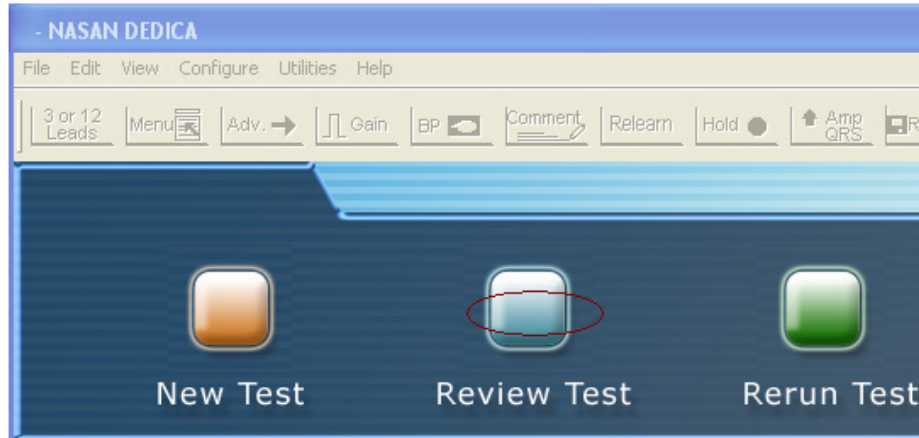 - NASAN DEDICA
File Edit View Configure Utilities Help
3 or 12 Leads Menu Adv. Gain BP Comment Relearn Hold Amp QRS R
New Test Review Test Rerun Test